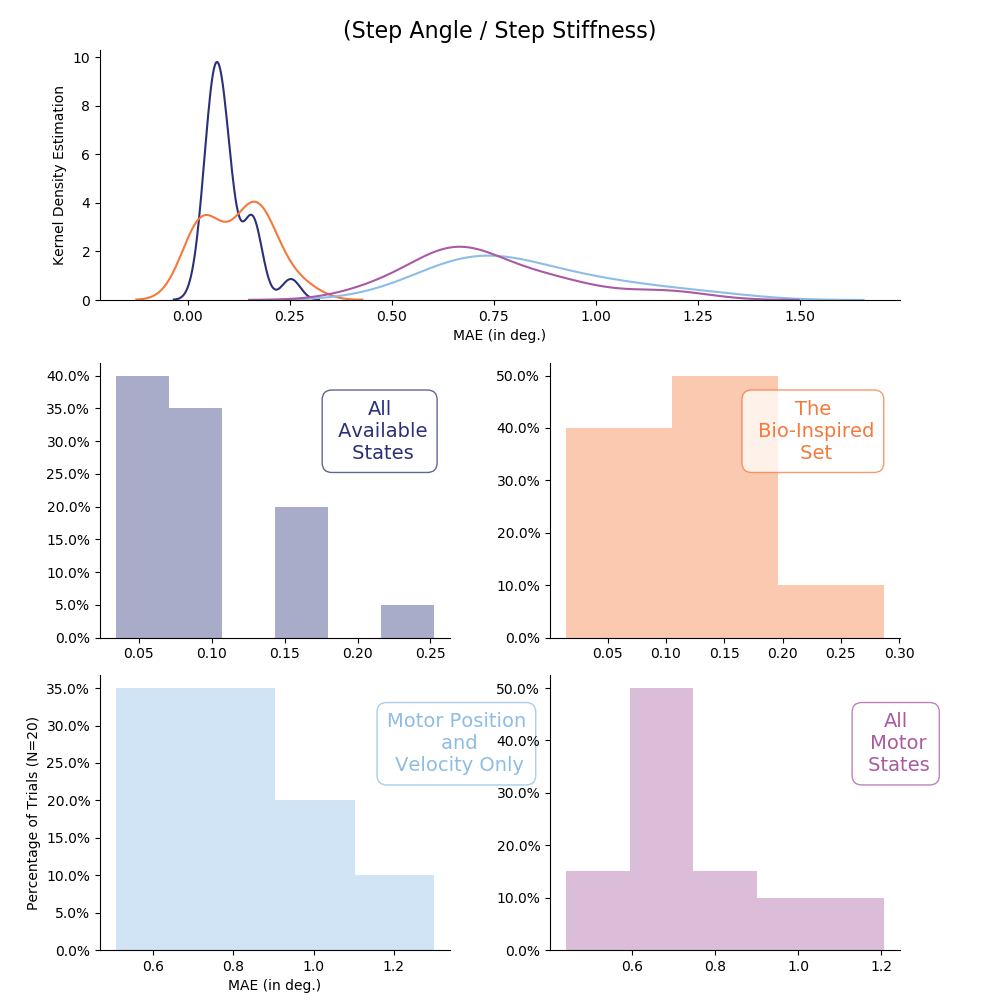 (Step Angle / Step Stiffness)
Kernel Density Estimation
10
8
6
4
2
0
0.00 0.25 0.50 0.75 1.00 1.25 1.50
MAE (in deg.)
40.0%
35.0%
30.0%
25.0%
20.0%
15.0%
10.0%
5.0%
0.0%
0.05 0.10 0.15 0.20 0.25
All
Available
States
50.0%
40.0%
30.0%
20.0%
10.0%
0.0%
0.05 0.10 0.15 0.20 0.25 0.30
The
Bio-Inspired
Set
Percentage of Trials (N=20)
35.0%
30.0%
25.0%
20.0%
15.0%
10.0%
5.0%
0.0%
0.6 0.8 1.0 1.2
MAE (in deg.)
Motor Position
and
Velocity Only
50.0%
40.0%
30.0%
20.0%
10.0%
0.0%
0.6 0.8 1.0 1.2
All
Motor
States